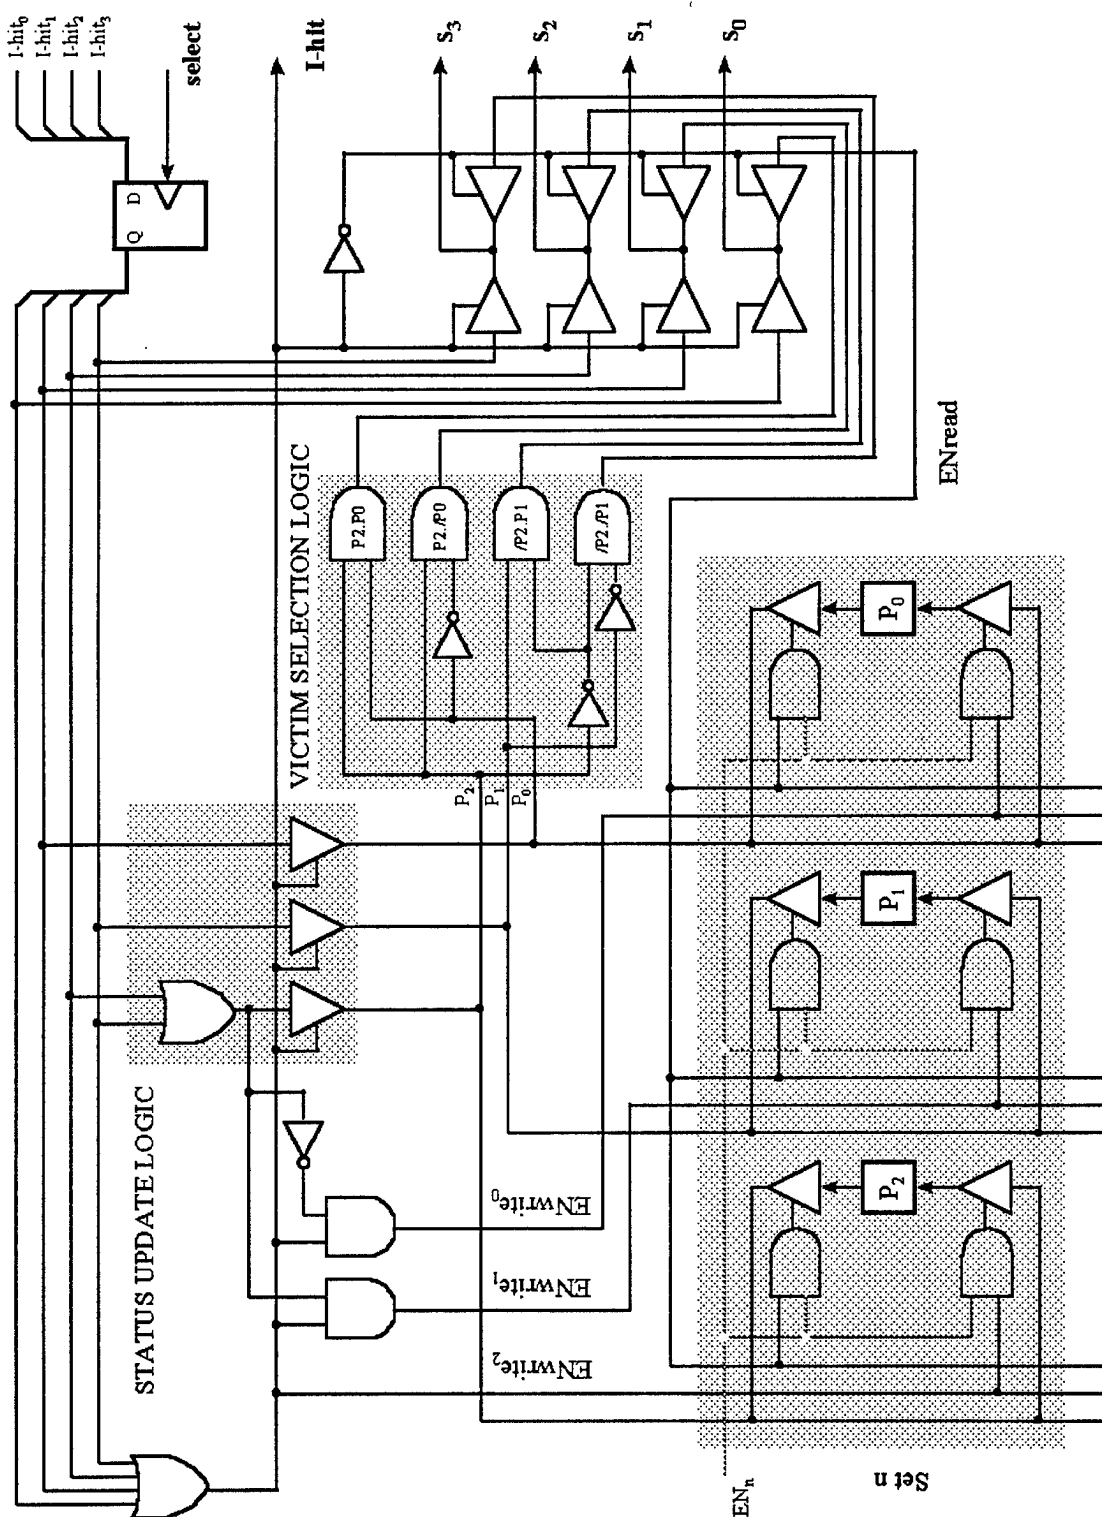 I-hit0
I-hit1
I-hit2
I-hit3
select
D
Q
I-hit
S3
S2
S1
S0
VICTIM SELECTION LOGIC
P2.P0
P2./P0
/P2.P1
/P2./P1
P2
P1
P0
ENread
STATUS UPDATE LOGIC
ENwrite0
ENwrite1
ENwrite2
P0
P1
P2
Set n
ENn